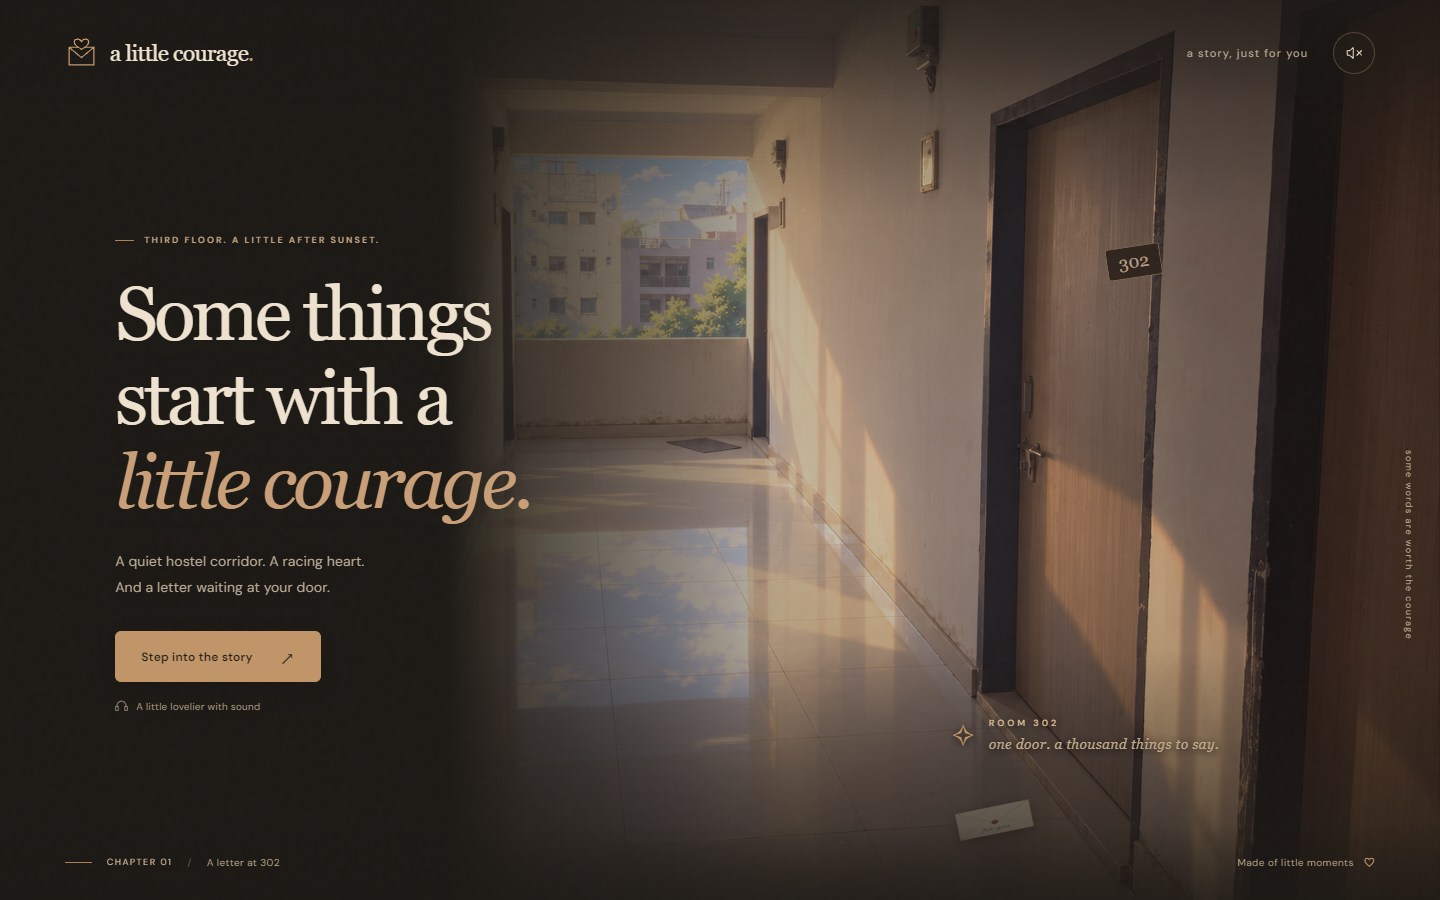 a little courage.
a story, just for you
THIRD FLOOR. A LITTLE AFTER SUNSET.
Some things
start with a
little courage.
A quiet hostel corridor. A racing heart.
And a letter waiting at your door.
Step into the story
A little lovelier with sound
302
some words are worth the courage
ROOM 302
one door. a thousand things to say.
for you
CHAPTER 01 / A letter at 302
Made of little moments